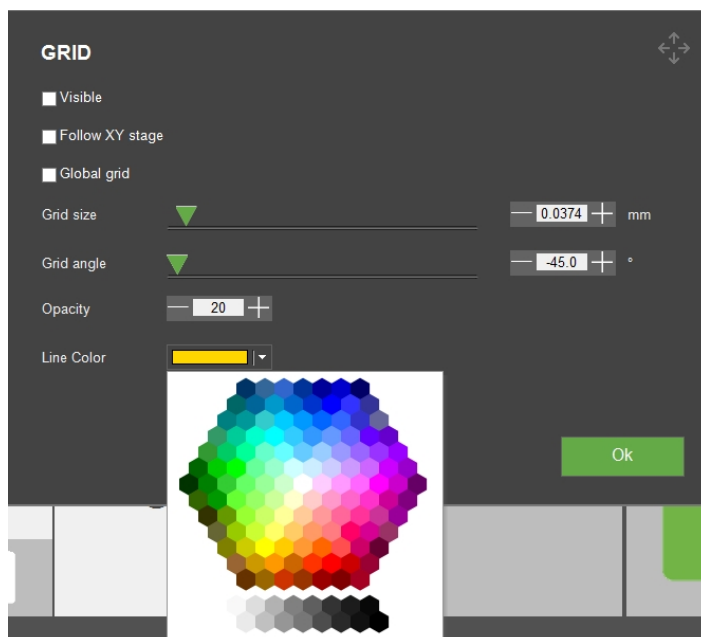 GRID
Visible
Follow XY stage
Global grid
Grid size 0.0374 mm
Grid angle -45.0 °
Opacity 20
Line Color
Ok